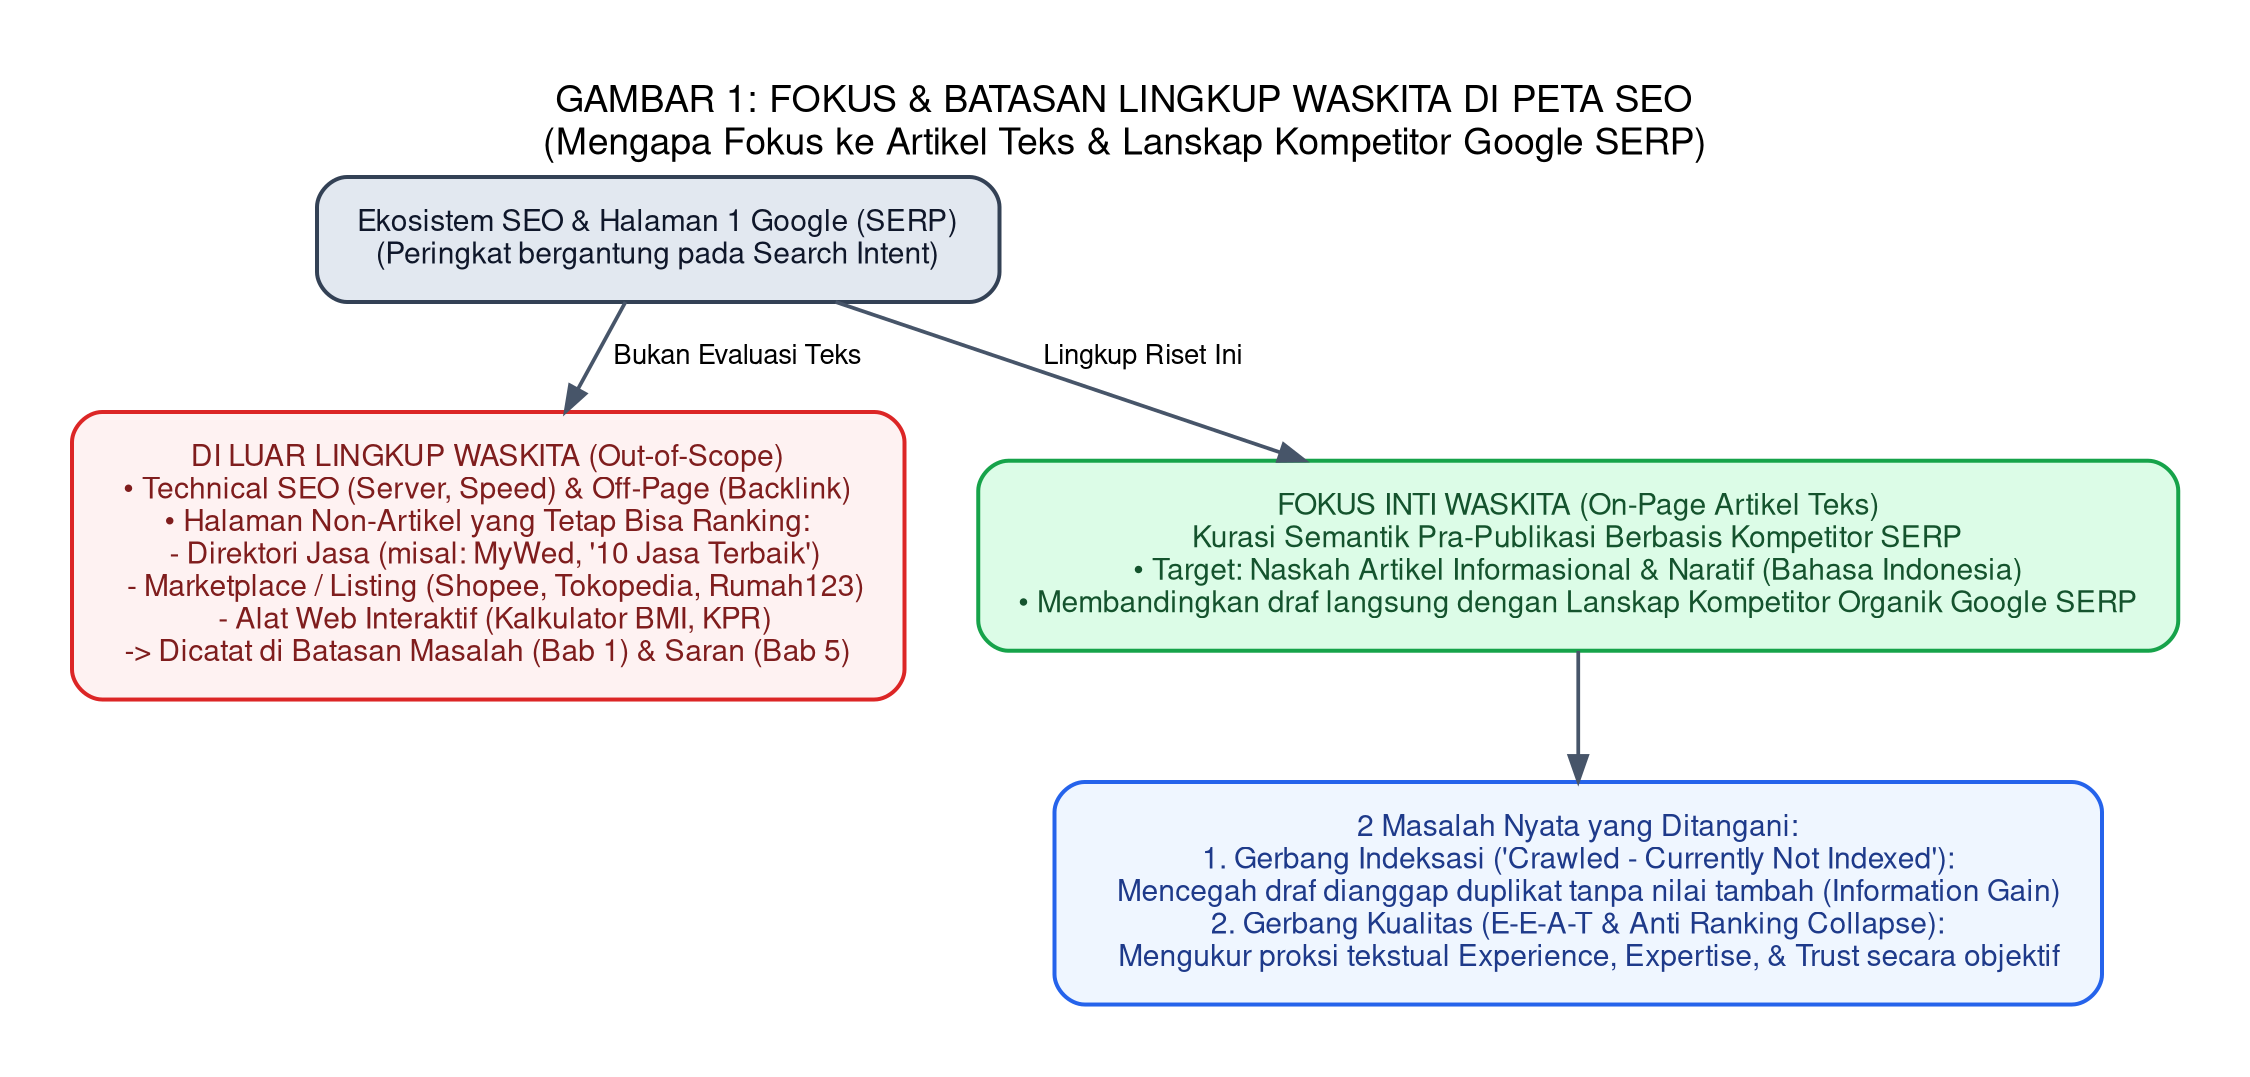 GAMBAR 1: FOKUS & BATASAN LINGKUP WASKITA DI PETA SEO
(Mengapa Fokus ke Artikel Teks & Lanskap Kompetitor Google SERP)
Ekosistem SEO & Halaman 1 Google (SERP)
(Peringkat bergantung pada Search Intent)
Bukan Evaluasi Teks
Lingkup Riset Ini
DI LUAR LINGKUP WASKITA (Out-of-Scope)
• Technical SEO (Server, Speed) & Off-Page (Backlink)
• Halaman Non-Artikel yang Tetap Bisa Ranking:
- Direktori Jasa (misal: MyWed, '10 Jasa Terbaik')
- Marketplace / Listing (Shopee, Tokopedia, Rumah123)
- Alat Web Interaktif (Kalkulator BMI, KPR)
-> Dicatat di Batasan Masalah (Bab 1) & Saran (Bab 5)
FOKUS INTI WASKITA (On-Page Artikel Teks)
Kurasi Semantik Pra-Publikasi Berbasis Kompetitor SERP
• Target: Naskah Artikel Informasional & Naratif (Bahasa Indonesia)
• Membandingkan draf langsung dengan Lanskap Kompetitor Organik Google SERP
2 Masalah Nyata yang Ditangani:
1. Gerbang Indeksasi ('Crawled - Currently Not Indexed'):
Mencegah draf dianggap duplikat tanpa nilai tambah (Information Gain)
2. Gerbang Kualitas (E-E-A-T & Anti Ranking Collapse):
Mengukur proksi tekstual Experience, Expertise, & Trust secara objektif